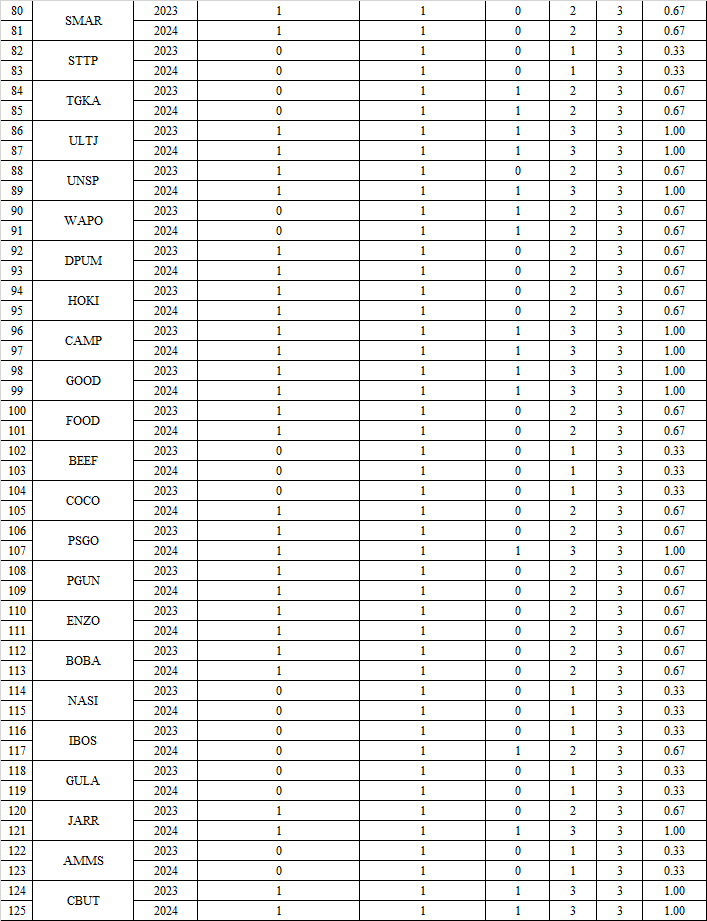 80 SMAR 2023 1 1 0 2 3 0.67
81 2024 1 1 0 2 3 0.67
82 STTP 2023 0 1 0 1 3 0.33
83 2024 0 1 0 1 3 0.33
84 TGKA 2023 0 1 1 2 3 0.67
85 2024 0 1 1 2 3 0.67
86 ULTJ 2023 1 1 1 3 3 1.00
87 2024 1 1 1 3 3 1.00
88 UNSP 2023 1 1 0 2 3 0.67
89 2024 1 1 1 3 3 1.00
90 WAPO 2023 0 1 1 2 3 0.67
91 2024 0 1 1 2 3 0.67
92 DPUM 2023 1 1 0 2 3 0.67
93 2024 1 1 0 2 3 0.67
94 HOKI 2023 1 1 0 2 3 0.67
95 2024 1 1 0 2 3 0.67
96 CAMP 2023 1 1 1 3 3 1.00
97 2024 1 1 1 3 3 1.00
98 GOOD 2023 1 1 1 3 3 1.00
99 2024 1 1 1 3 3 1.00
100 FOOD 2023 1 1 0 2 3 0.67
101 2024 1 1 0 2 3 0.67
102 BEEF 2023 0 1 0 1 3 0.33
103 2024 0 1 0 1 3 0.33
104 COCO 2023 0 1 0 1 3 0.33
105 2024 1 1 0 2 3 0.67
106 PSGO 2023 1 1 0 2 3 0.67
107 2024 1 1 1 3 3 1.00
108 PGUN 2023 1 1 0 2 3 0.67
109 2024 1 1 0 2 3 0.67
110 ENZO 2023 1 1 0 2 3 0.67
111 2024 1 1 0 2 3 0.67
112 BOBA 2023 1 1 0 2 3 0.67
113 2024 1 1 0 2 3 0.67
114 NASI 2023 0 1 0 1 3 0.33
115 2024 0 1 0 1 3 0.33
116 IBOS 2023 0 1 0 1 3 0.33
117 2024 0 1 1 2 3 0.67
118 GULA 2023 0 1 0 1 3 0.33
119 2024 0 1 0 1 3 0.33
120 JARR 2023 1 1 0 2 3 0.67
121 2024 1 1 1 3 3 1.00
122 AMMS 2023 0 1 0 1 3 0.33
123 2024 0 1 0 1 3 0.33
124 CBUT 2023 1 1 1 3 3 1.00
125 2024 1 1 1 3 3 1.00